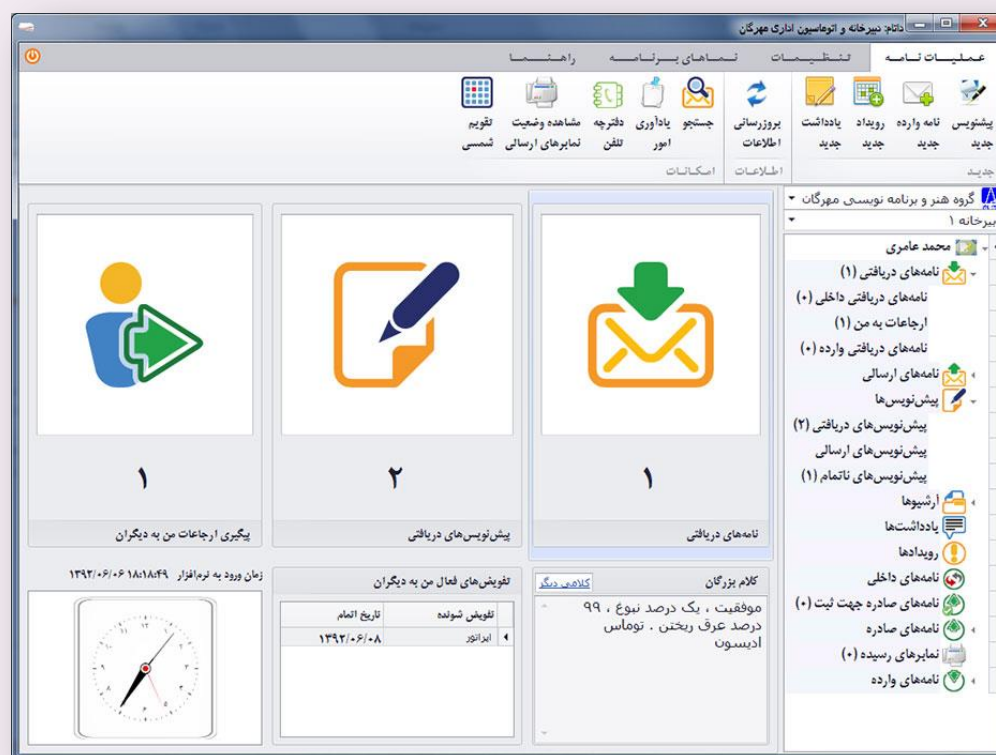 داتام: دبیرخانه و اتوماسیون اداری مهرگان
عملیات نامه
تنظیمات
نماهای برنامه
راهنما
پیشنویس جدید
نامه وارده جدید
رویداد جدید
یادداشت جدید
بروزرسانی اطلاعات
جستجو
یادآوری امور
دفترچه تلفن
مشاهده وضعیت نمابرهای ارسالی
تقویم شمسی
جدید
اطلاعات
امکانات
گروه هنر و برنامه نویسی مهرگان
بیرخانه ۱
محمد عامری
نامه‌های دریافتی (۱)
نامه‌های دریافتی داخلی (۰)
ارجاعات به من (۱)
نامه‌های دریافتی وارده (۰)
نامه‌های ارسالی
پیش‌نویس‌ها
پیش‌نویس‌های دریافتی (۲)
پیش‌نویس‌های ارسالی
پیش‌نویس‌های ناتمام (۱)
آرشیوها
یادداشت‌ها
رویدادها
نامه‌های داخلی
نامه‌های صادره جهت ثبت (۰)
نامه‌های صادره
نمابرهای رسیده (۰)
نامه‌های وارده
۱
نامه‌های دریافتی
۲
پیش‌نویس‌های دریافتی
۱
پیگیری ارجاعات من به دیگران
کلام بزرگان
کلامی دیگر
موفقیت ، یک درصد نبوغ ، ۹۹
درصد عرق ریختن . توماس
ادیسون
تفویض‌های فعال من به دیگران
تفویض شونده
تاریخ اتمام
اپراتور
۱۳۹۲/۰۶/۰۸
زمان ورود به نرم‌افزار ۱۸:۱۸:۴۹ ۱۳۹۲/۰۶/۰۶